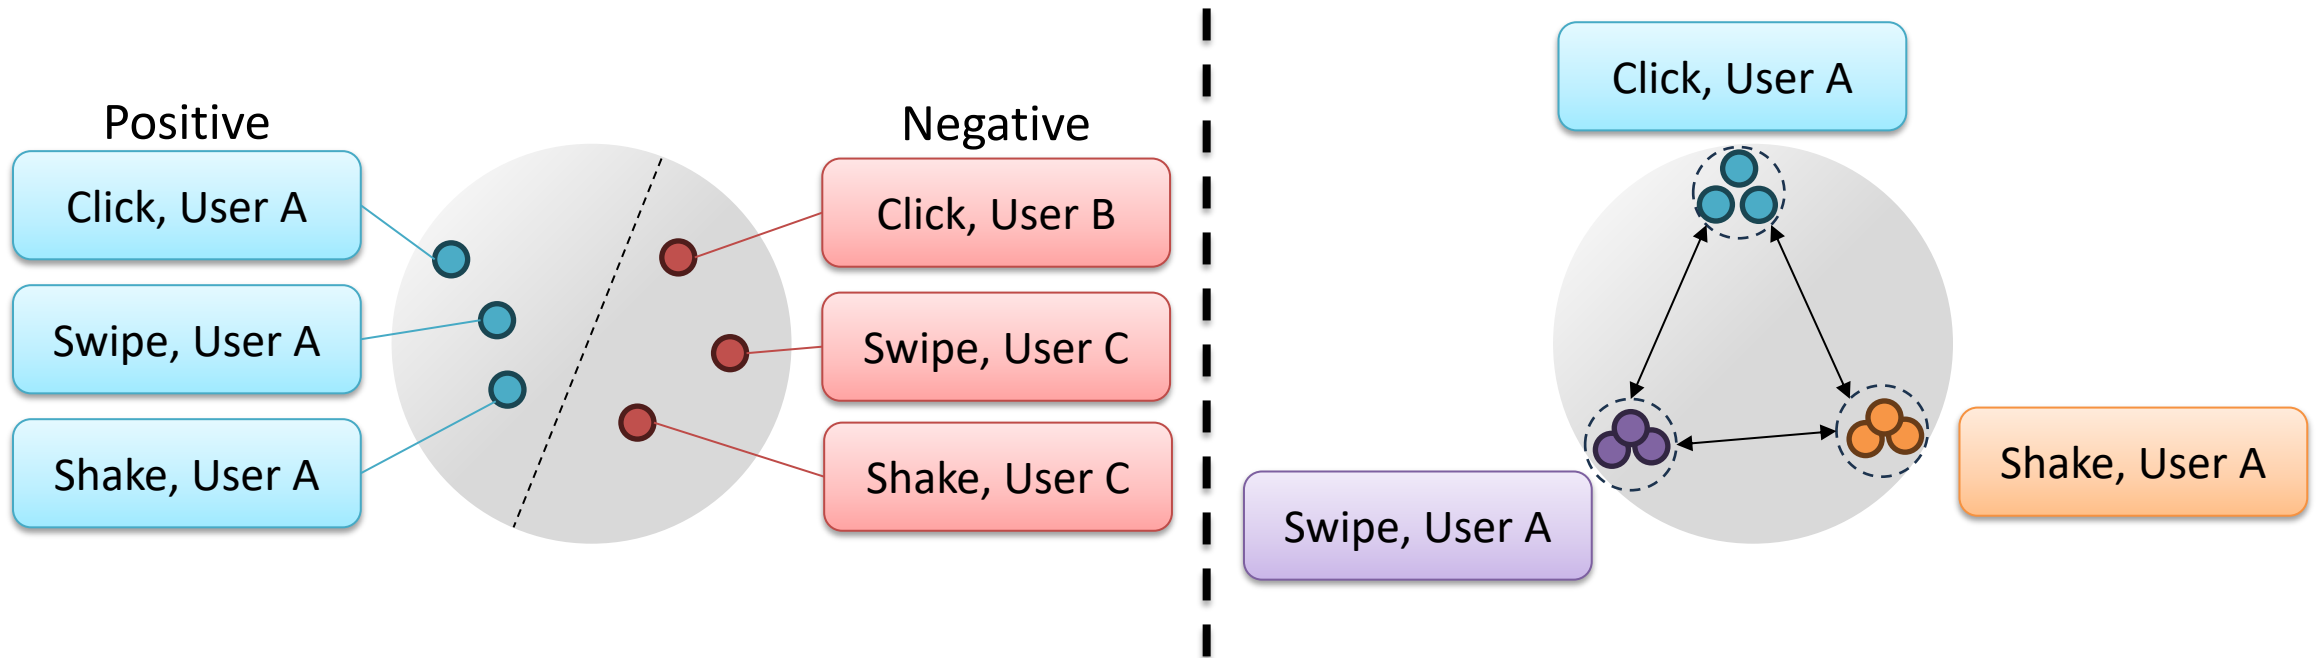 Positive
Click, User A
Swipe, User A
Shake, User A
Negative
Click, User B
Swipe, User C
Shake, User C
Click, User A
Swipe, User A
Shake, User A